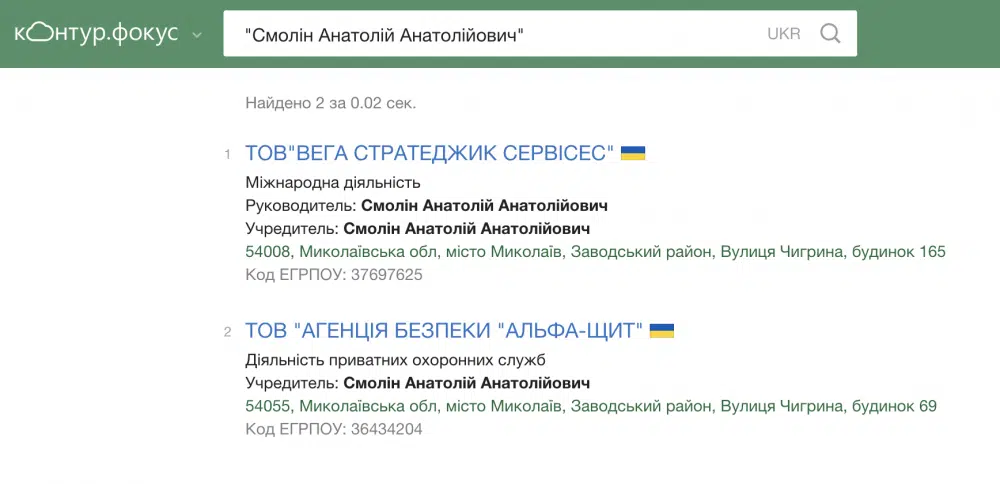 контур.фокус
"Смолін Анатолій Анатолійович"
UKR
Найдено 2 за 0.02 сек.
1 ТОВ"ВЕГА СТРАТЕДЖИК СЕРВІСЕС"
Міжнародна діяльність
Руководитель: Смолін Анатолій Анатолійович
Учредитель: Смолін Анатолій Анатолійович
54008, Миколаївська обл, місто Миколаїв, Заводський район, Вулиця Чигрина, будинок 165
Код ЕГРПОУ: 37697625
2 ТОВ "АГЕНЦІЯ БЕЗПЕКИ "АЛЬФА-ЩИТ"
Діяльність приватних охоронних служб
Учредитель: Смолін Анатолій Анатолійович
54055, Миколаївська обл, місто Миколаїв, Заводський район, Вулиця Чигрина, будинок 69
Код ЕГРПОУ: 36434204